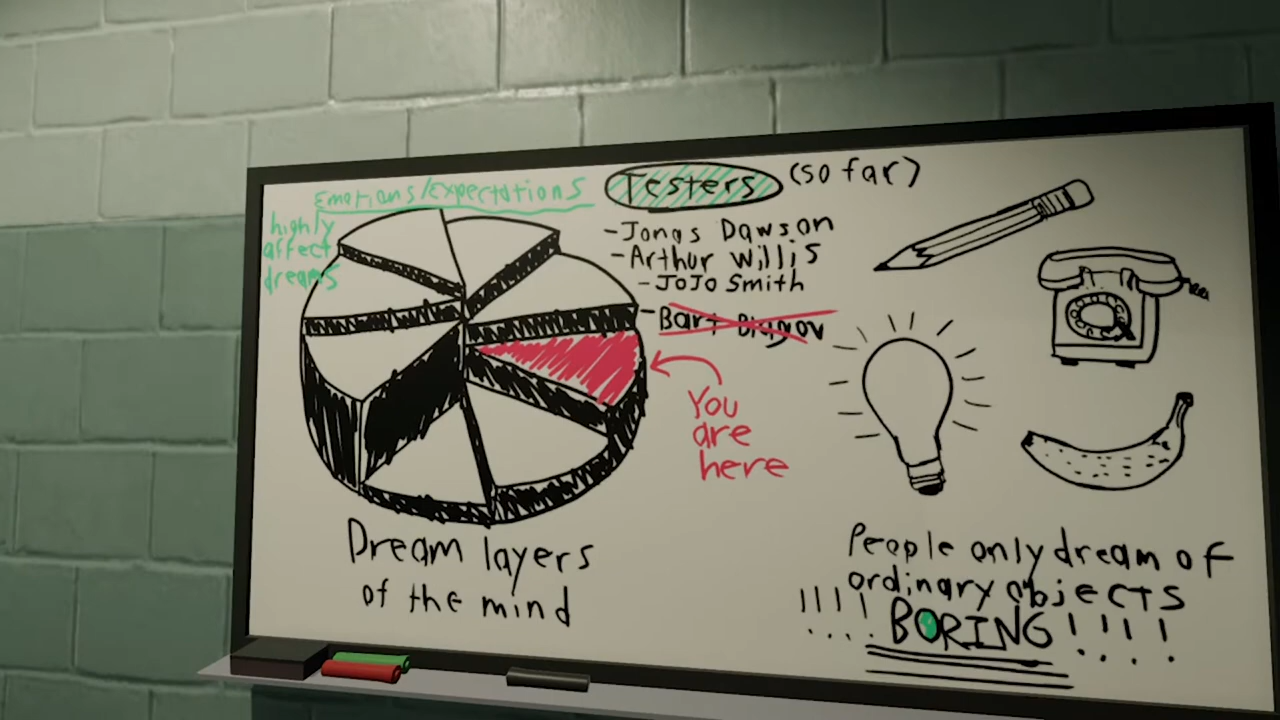 Emotions/expectations
highly
affect
dreams
Testers (so far)
-Jonas Dawson
-Arthur Willis
-JoJo Smith
-Bart
You
are
here
Dream layers
of the mind
People only dream of
ordinary objects
!!!! BORING !!!!